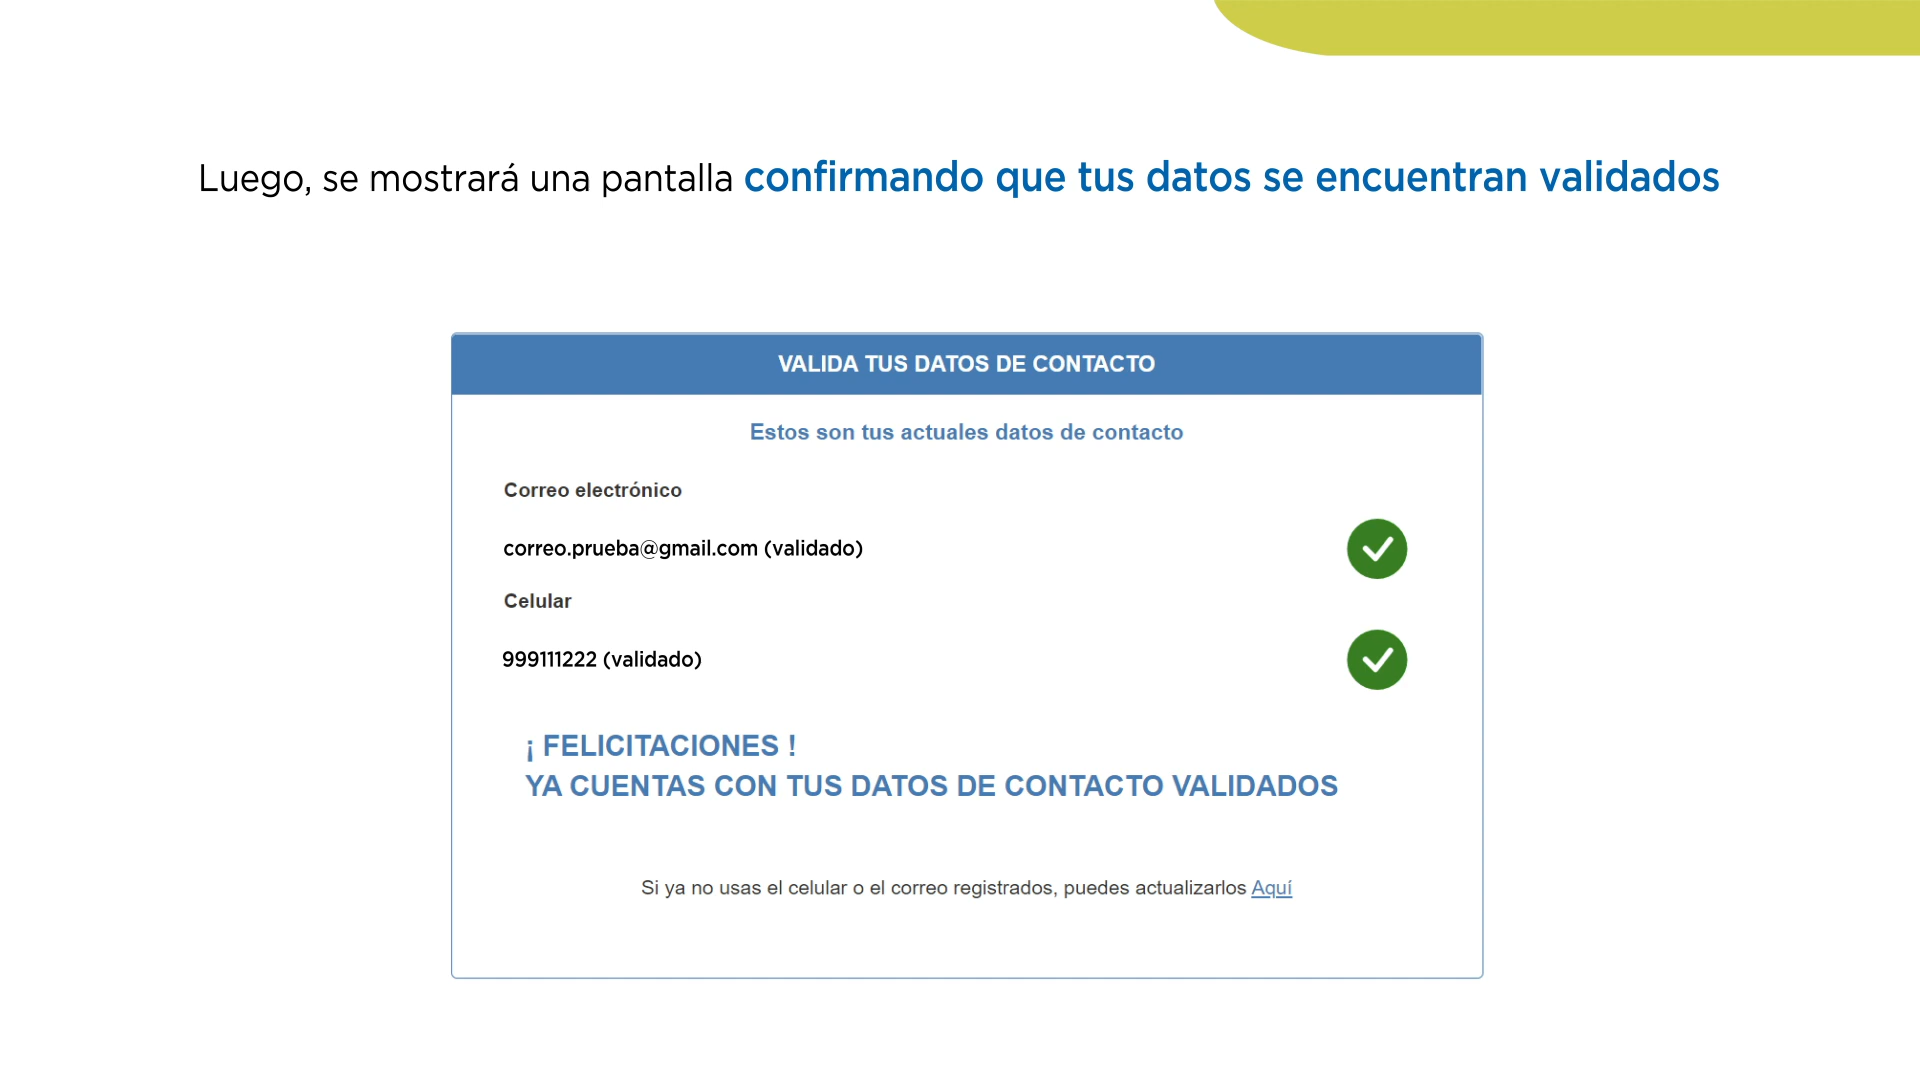 Luego, se mostrará una pantalla confirmando que tus datos se encuentran validados
VALIDA TUS DATOS DE CONTACTO
Estos son tus actuales datos de contacto
Correo electrónico
correo.prueba@gmail.com (validado)
Celular
999111222 (validado)
¡ FELICITACIONES !
YA CUENTAS CON TUS DATOS DE CONTACTO VALIDADOS
Si ya no usas el celular o el correo registrados, puedes actualizarlos Aquí